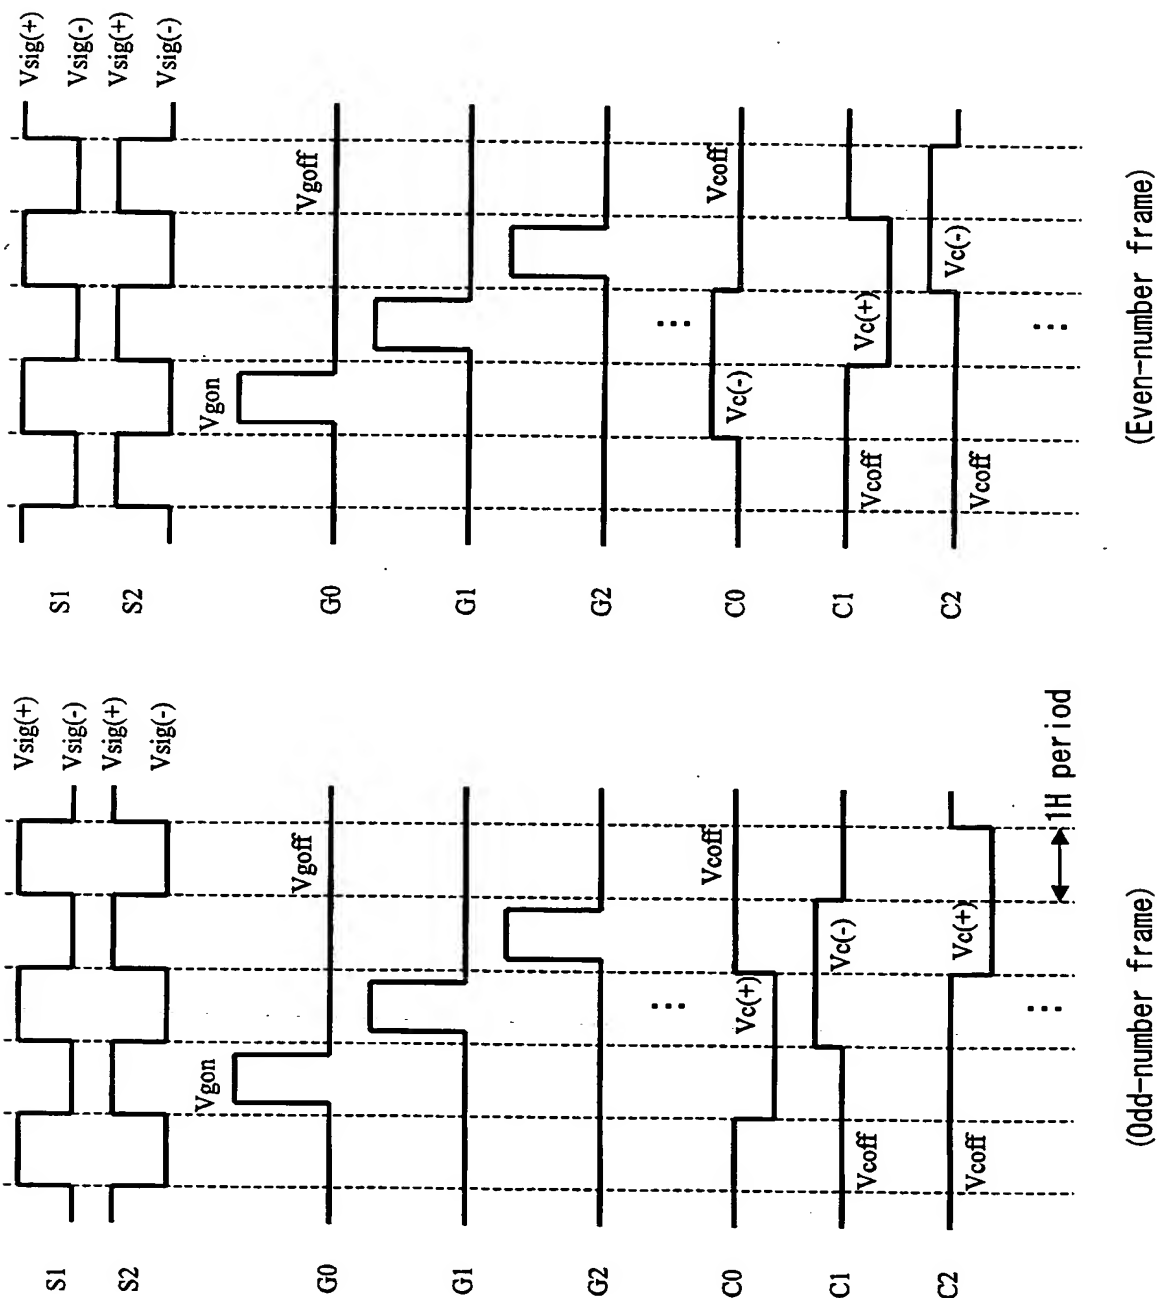 S1
Vsig(+)
Vsig(-)
S2
Vsig(+)
Vsig(-)
G0
Vgon
Vgoff
G1
G2
...
C0
Vc(+)
Vcoff
C1
Vcoff
Vc(-)
C2
Vcoff
Vc(+)
...
1H period
(Odd-number frame)
S1
Vsig(+)
Vsig(-)
S2
Vsig(+)
Vsig(-)
G0
Vgon
Vgoff
G1
G2
...
C0
Vc(-)
Vcoff
C1
Vcoff
Vc(+)
C2
Vcoff
Vc(-)
...
(Even-number frame)